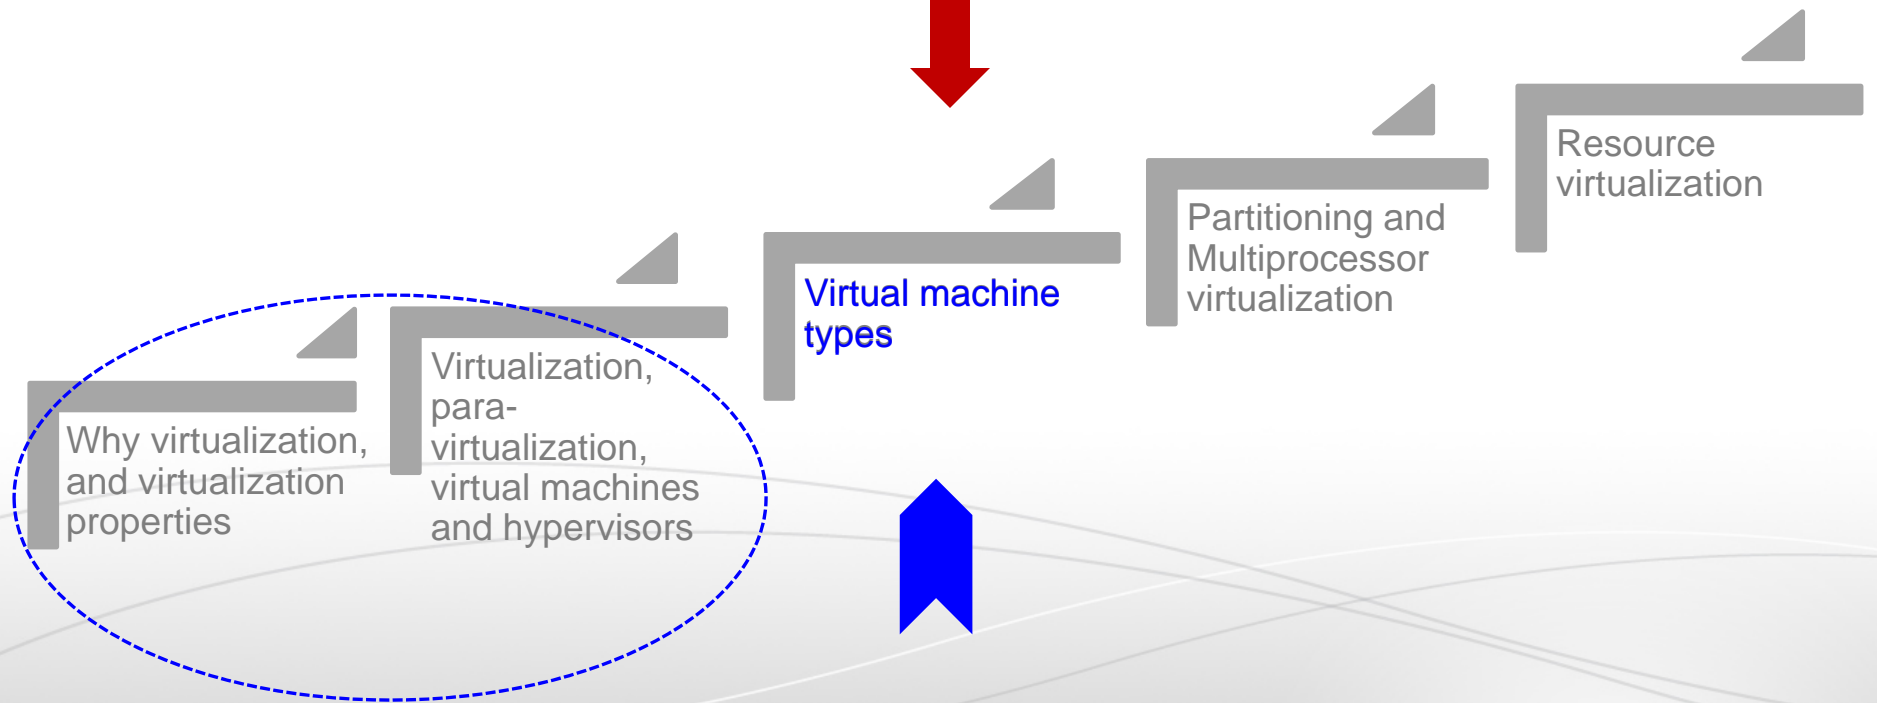 Why virtualization,
and virtualization
properties
Virtualization,
para-
virtualization,
virtual machines
and hypervisors
Virtual machine
types
Partitioning and
Multiprocessor
virtualization
Resource
virtualization